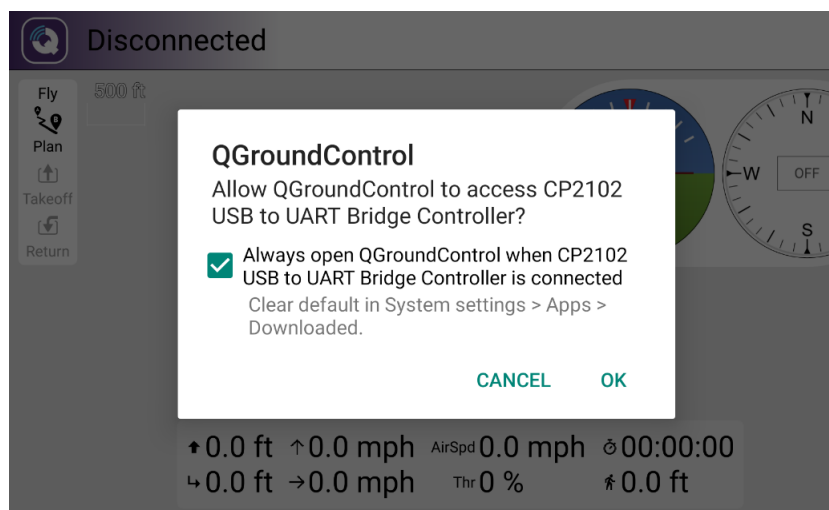 Disconnected
Fly
500 ft
Plan
Takeoff
Return
QGroundControl
Allow QGroundControl to access CP2102
USB to UART Bridge Controller?
Always open QGroundControl when CP2102
USB to UART Bridge Controller is connected
Clear default in System settings > Apps >
Downloaded.
CANCEL OK
N
W OFF
S
↑0.0 ft ↑0.0 mph AirSpd 0.0 mph 00:00:00
↳0.0 ft →0.0 mph Thr 0 % 0.0 ft